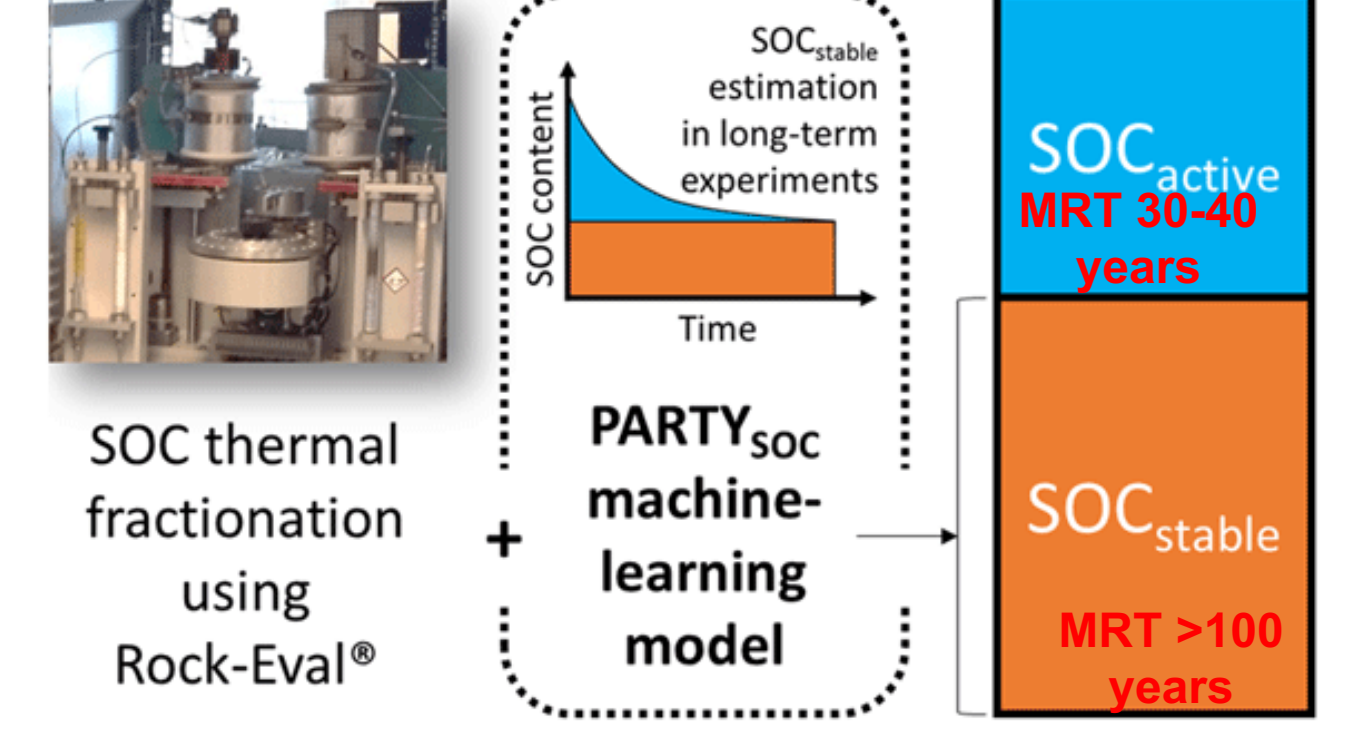 SOC thermal
fractionation
using
Rock-Eval®
+
SOCstable
estimation
in long-term
experiments
SOC content
Time
PARTYSOC
machine-
learning
model
SOCactive
MRT 30-40
years
SOCstable
MRT >100
years